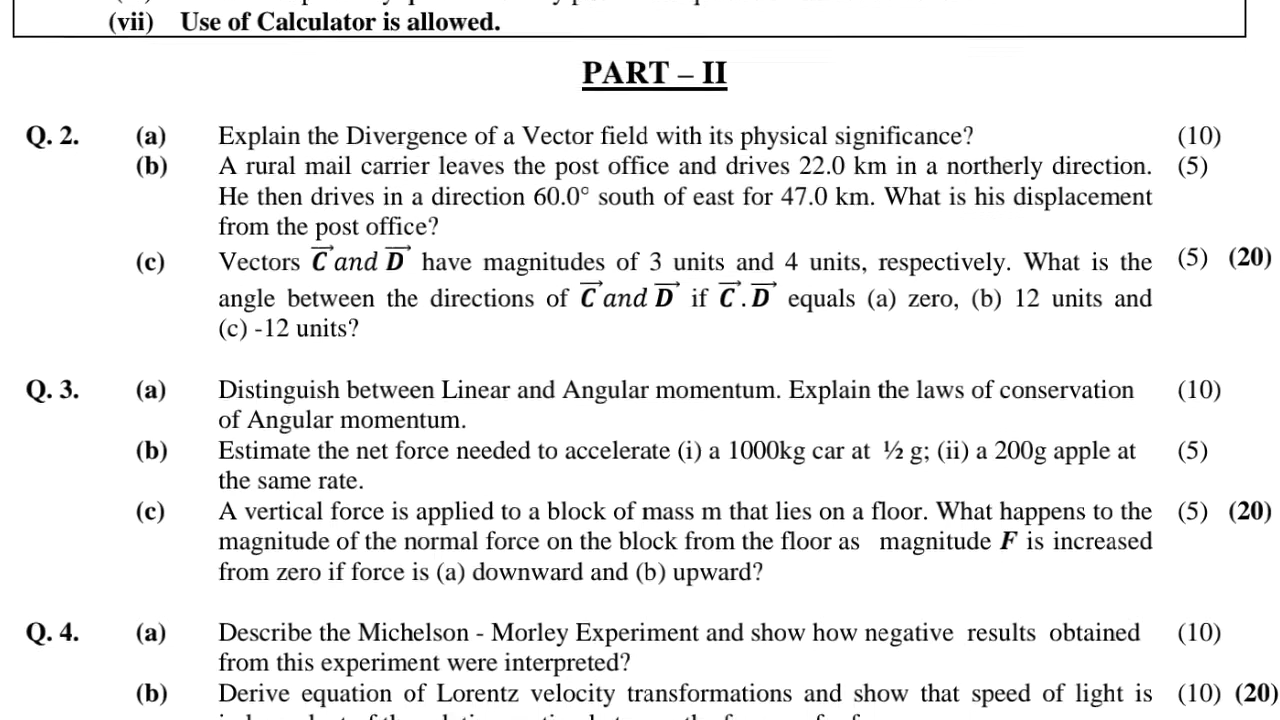 (vii) Use of Calculator is allowed.
PART – II
Q. 2. (a) Explain the Divergence of a Vector field with its physical significance? (10)
(b) A rural mail carrier leaves the post office and drives 22.0 km in a northerly direction. (5)
He then drives in a direction 60.0° south of east for 47.0 km. What is his displacement
from the post office?
(c) Vectors C⃗ and D⃗ have magnitudes of 3 units and 4 units, respectively. What is the (5) (20)
angle between the directions of C⃗ and D⃗ if C⃗ . D⃗ equals (a) zero, (b) 12 units and
(c) -12 units?
Q. 3. (a) Distinguish between Linear and Angular momentum. Explain the laws of conservation (10)
of Angular momentum.
(b) Estimate the net force needed to accelerate (i) a 1000kg car at ½ g; (ii) a 200g apple at (5)
the same rate.
(c) A vertical force is applied to a block of mass m that lies on a floor. What happens to the (5) (20)
magnitude of the normal force on the block from the floor as magnitude F is increased
from zero if force is (a) downward and (b) upward?
Q. 4. (a) Describe the Michelson - Morley Experiment and show how negative results obtained (10)
from this experiment were interpreted?
(b) Derive equation of Lorentz velocity transformations and show that speed of light is (10) (20)